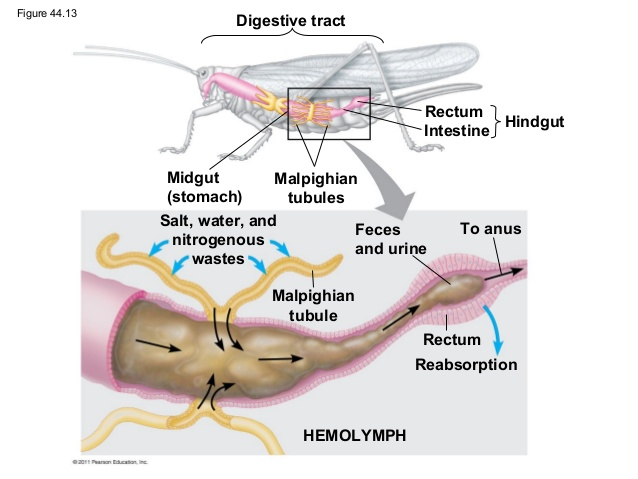 Figure 44.13
Digestive tract
Rectum
Intestine
Hindgut
Midgut
(stomach)
Malpighian
tubules
Salt, water, and
nitrogenous
wastes
Feces
and urine
To anus
Malpighian
tubule
Rectum
Reabsorption
HEMOLYMPH
© 2011 Pearson Education, Inc.